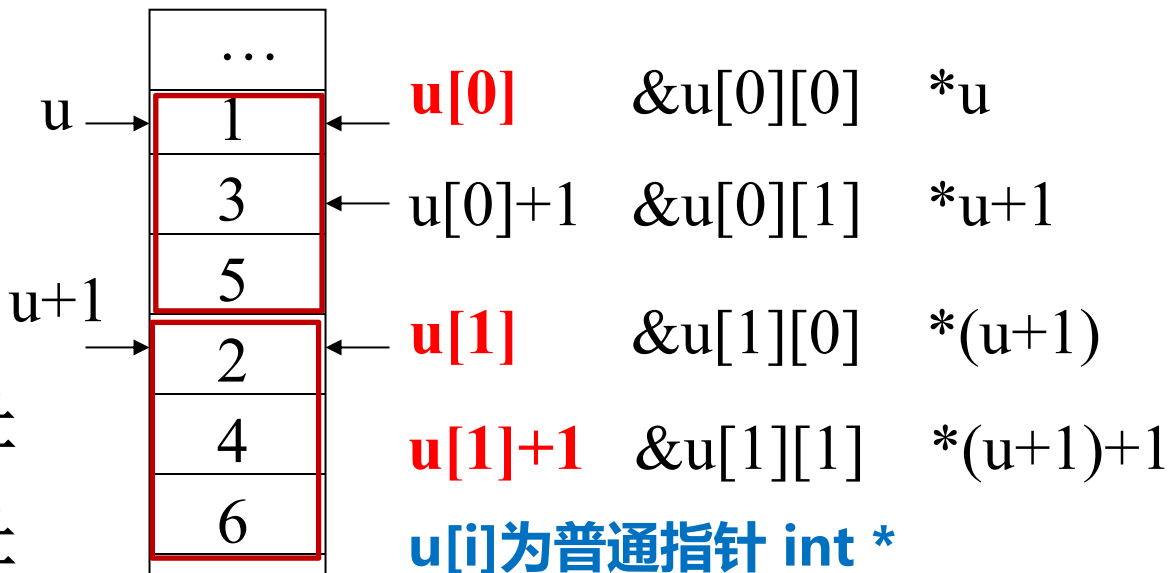 …
u 1 u[0] &u[0][0] *u
3 u[0]+1 &u[0][1] *u+1
5
u+1
2 u[1] &u[1][0] *(u+1)
4 u[1]+1 &u[1][1] *(u+1)+1
6
u[i]为普通指针 int *